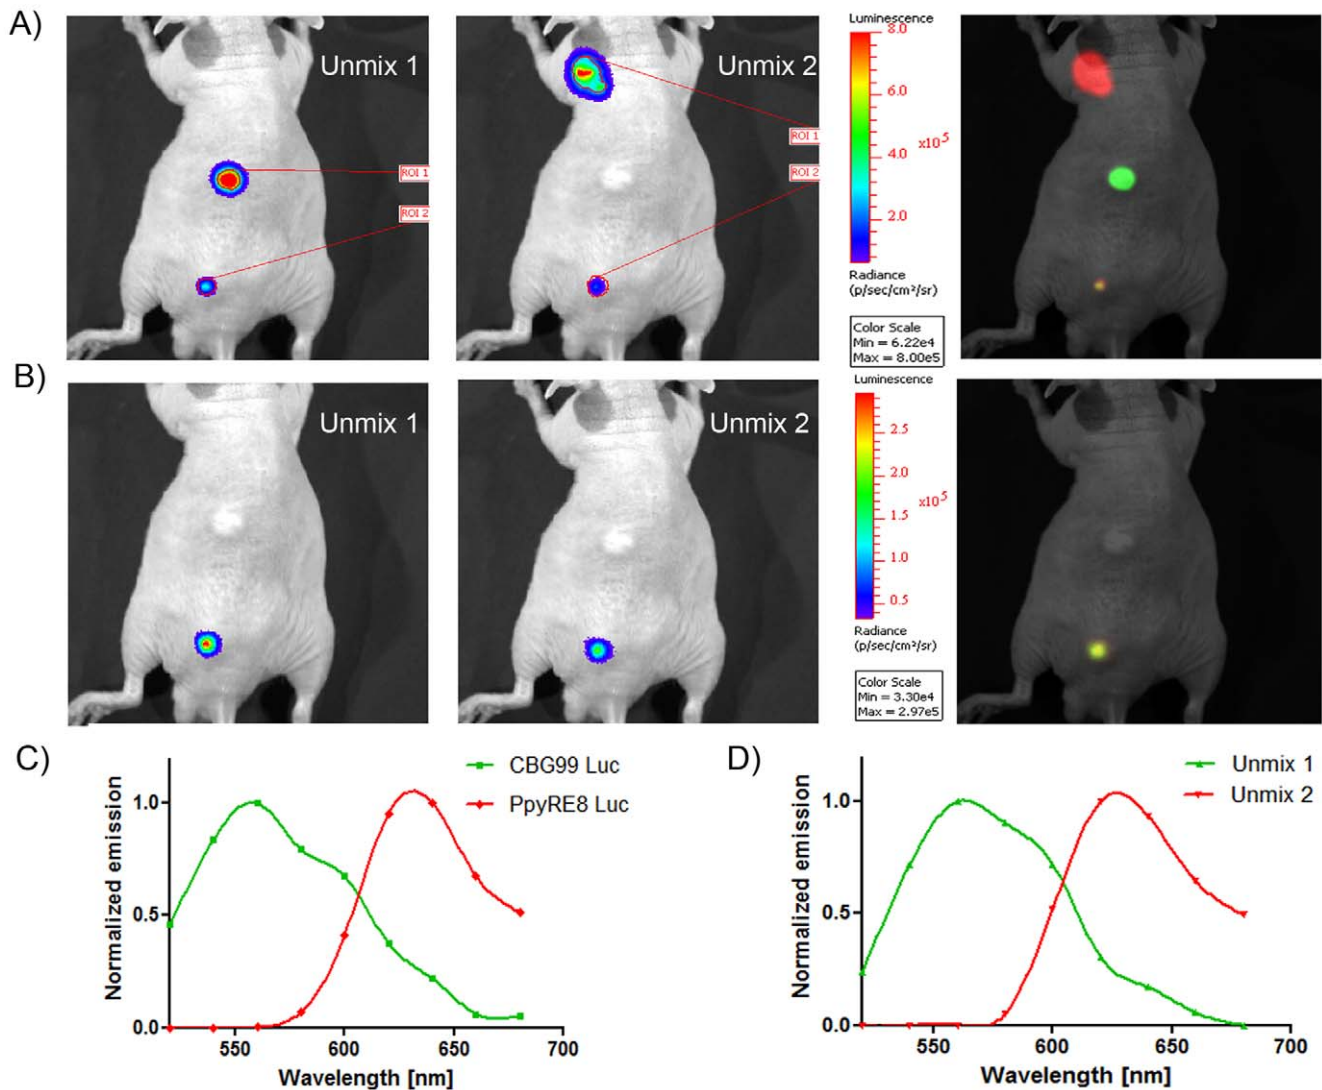 A)
Unmix 1
ROI 1
ROI 2
Unmix 2
ROI 1
ROI 2
Luminescence
8.0
6.0
x10⁵
4.0
2.0
Radiance
(p/sec/cm²/sr)
Color Scale
Min = 6.22e4
Max = 8.00e5
B)
Unmix 1
Unmix 2
Luminescence
2.5
2.0
x10⁵
1.5
1.0
0.5
Radiance
(p/sec/cm²/sr)
Color Scale
Min = 3.30e4
Max = 2.97e5
C)
CBG99 Luc
PpyRE8 Luc
Normalized emission
1.0
0.5
0.0
550
600
650
700
Wavelength [nm]
D)
Unmix 1
Unmix 2
Normalized emission
1.0
0.5
0.0
550
600
650
700
Wavelength [nm]